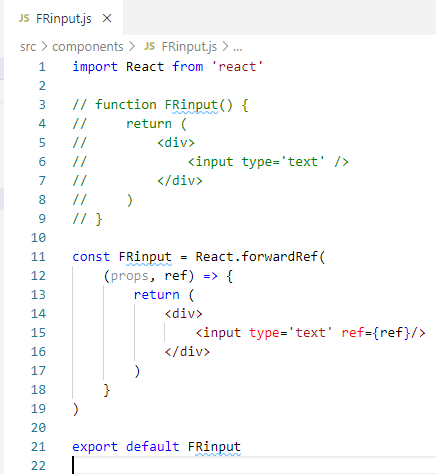 JS FRinput.js ×
src > components > JS FRinput.js > ...
1 import React from 'react'
2
3 // function FRinput() {
4 //     return (
5 //         <div>
6 //             <input type='text' />
7 //         </div>
8 //     )
9 // }
10
11 const FRinput = React.forwardRef(
12     (props, ref) => {
13         return (
14             <div>
15                 <input type='text' ref={ref}/>
16             </div>
17         )
18     }
19 )
20
21 export default FRinput
22